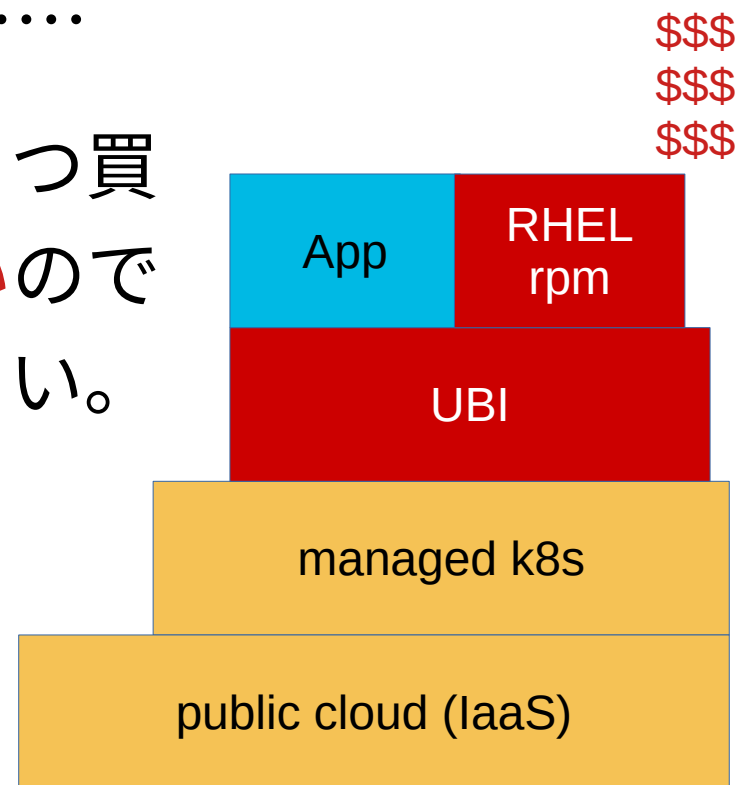 ....
$$$
$$$
$$$
つ買
ので
い。
App
RHEL
rpm
UBI
managed k8s
public cloud (IaaS)